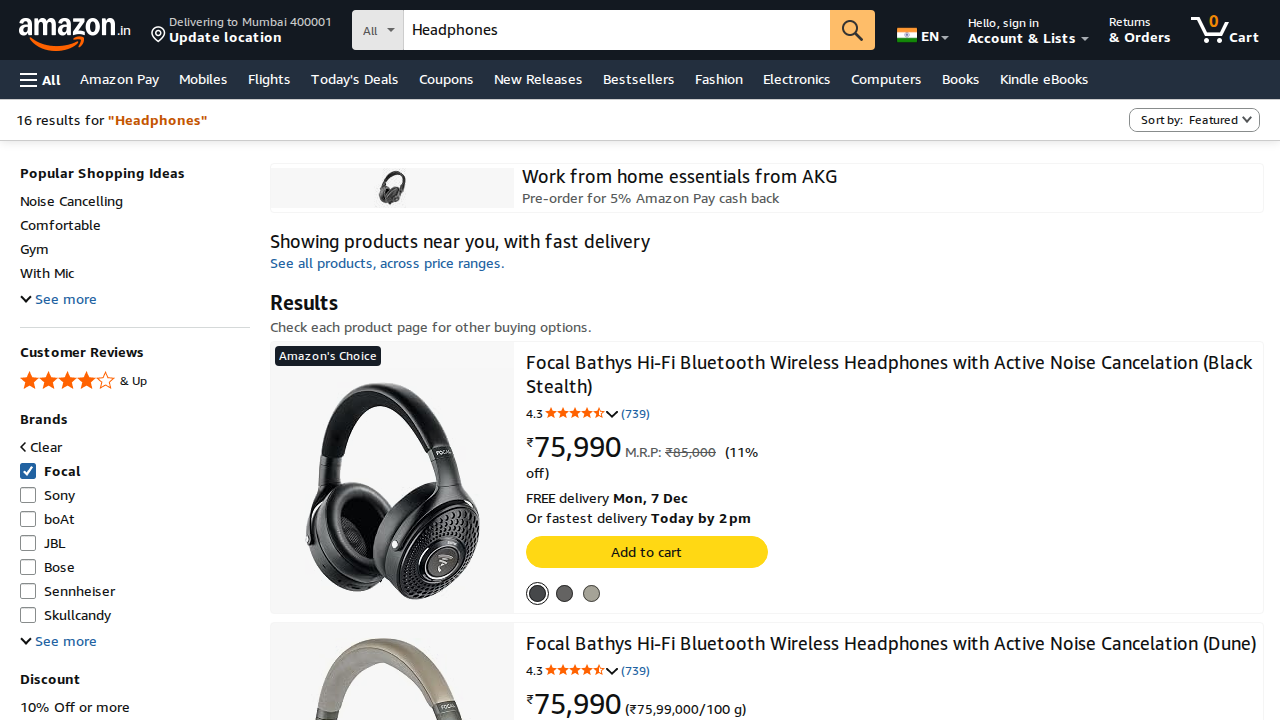 amazon.in
Delivering to Mumbai 400001
Update location
All
Headphones
EN
Hello, sign in
Account & Lists
Returns
& Orders
0
Cart
All
Amazon Pay
Mobiles
Flights
Today's Deals
Coupons
New Releases
Bestsellers
Fashion
Electronics
Computers
Books
Kindle eBooks
16 results for "Headphones"
Sort by: Featured
Popular Shopping Ideas
Noise Cancelling
Comfortable
Gym
With Mic
See more
Customer Reviews
& Up
Brands
Clear
Focal
Sony
boAt
JBL
Bose
Sennheiser
Skullcandy
See more
Discount
10% Off or more
Work from home essentials from AKG
Pre-order for 5% Amazon Pay cash back
Showing products near you, with fast delivery
See all products, across price ranges.
Results
Check each product page for other buying options.
Amazon's Choice
FOCAL
Focal Bathys Hi-Fi Bluetooth Wireless Headphones with Active Noise Cancelation (Black
Stealth)
4.3 (739)
₹75,990 M.R.P: ₹85,000 (11%
off)
FREE delivery Mon, 7 Dec
Or fastest delivery Today by 2 pm
Add to cart
FOCAL
Focal Bathys Hi-Fi Bluetooth Wireless Headphones with Active Noise Cancelation (Dune)
4.3 (739)
₹75,990 (₹75,99,000/100 g)